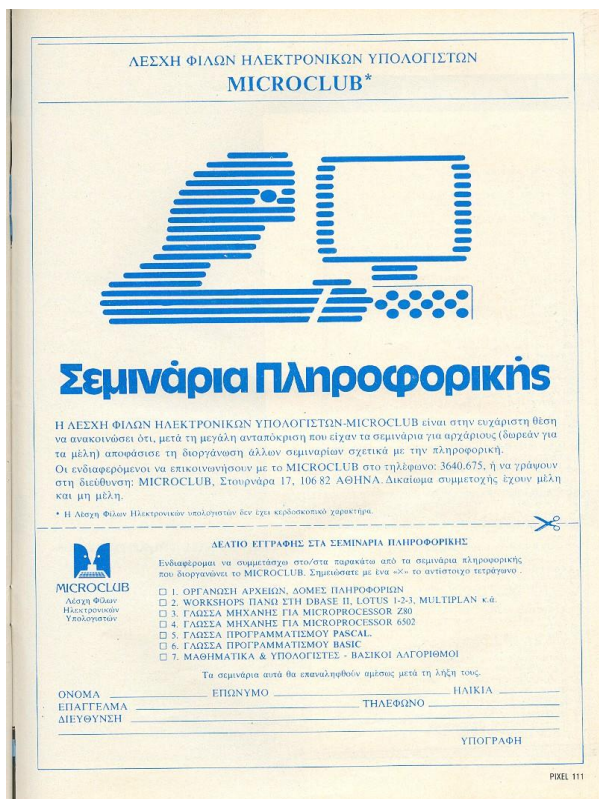 ΛΕΣΧΗ ΦΙΛΩΝ ΗΛΕΚΤΡΟΝΙΚΩΝ ΥΠΟΛΟΓΙΣΤΩΝ
MICROCLUB*
Σεμινάρια Πληροφορικής
Η ΛΕΣΧΗ ΦΙΛΩΝ ΗΛΕΚΤΡΟΝΙΚΩΝ ΥΠΟΛΟΓΙΣΤΩΝ-MICROCLUB είναι στην ευχάριστη θέση
να ανακοινώσει ότι, μετά τη μεγάλη ανταπόκριση που είχαν τα σεμινάρια για αρχάριους (δωρεάν για
τα μέλη) αποφάσισε τη διοργάνωση άλλων σεμιναρίων σχετικά με την πληροφορική.
Οι ενδιαφερόμενοι να επικοινωνήσουν με το MICROCLUB στο τηλέφωνο: 3640.675, ή να γράψουν
στη διεύθυνση: MICROCLUB, Στουρνάρα 17, 106 82 ΑΘΗΝΑ. Δικαίωμα συμμετοχής έχουν μέλη
και μη μέλη.
* Η Λέσχη Φίλων Ηλεκτρονικών υπολογιστών δεν έχει κερδοσκοπικό χαρακτήρα.
ΔΕΛΤΙΟ ΕΓΓΡΑΦΗΣ ΣΤΑ ΣΕΜΙΝΑΡΙΑ ΠΛΗΡΟΦΟΡΙΚΗΣ
Ενδιαφέρομαι να συμμετάσχω στο/στα παρακάτω από τα σεμινάρια πληροφορικής
που διοργανώνει το MICROCLUB. Σημειώσατε με ένα «×» το αντίστοιχο τετράγωνο.
MICROCLUB
Λέσχη Φίλων
Ηλεκτρονικών
Υπολογιστών
□ 1. ΟΡΓΑΝΩΣΗ ΑΡΧΕΙΩΝ, ΔΟΜΕΣ ΠΛΗΡΟΦΟΡΙΩΝ
□ 2. WORKSHOPS ΠΑΝΩ ΣΤΗ DBASE II, LOTUS 1-2-3, MULTIPLAN κ.ά.
□ 3. ΓΛΩΣΣΑ ΜΗΧΑΝΗΣ ΓΙΑ MICROPROCESSOR Z80
□ 4. ΓΛΩΣΣΑ ΜΗΧΑΝΗΣ ΓΙΑ MICROPROCESSOR 6502
□ 5. ΓΛΩΣΣΑ ΠΡΟΓΡΑΜΜΑΤΙΣΜΟΥ PASCAL.
□ 6. ΓΛΩΣΣΑ ΠΡΟΓΡΑΜΜΑΤΙΣΜΟΥ BASIC
□ 7. ΜΑΘΗΜΑΤΙΚΑ & ΥΠΟΛΟΓΙΣΤΕΣ - ΒΑΣΙΚΟΙ ΑΛΓΟΡΙΘΜΟΙ
Τα σεμινάρια αυτά θα επαναληφθούν αμέσως μετά τη λήξη τους.
ΟΝΟΜΑ ΕΠΩΝΥΜΟ ΗΛΙΚΙΑ
ΕΠΑΓΓΕΛΜΑ ΤΗΛΕΦΩΝΟ
ΔΙΕΥΘΥΝΣΗ
ΥΠΟΓΡΑΦΗ
PIXEL 111